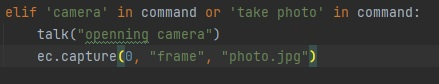 elif 'camera' in command or 'take photo' in command:
    talk("openning camera")
    ec.capture(0, "frame", "photo.jpg")